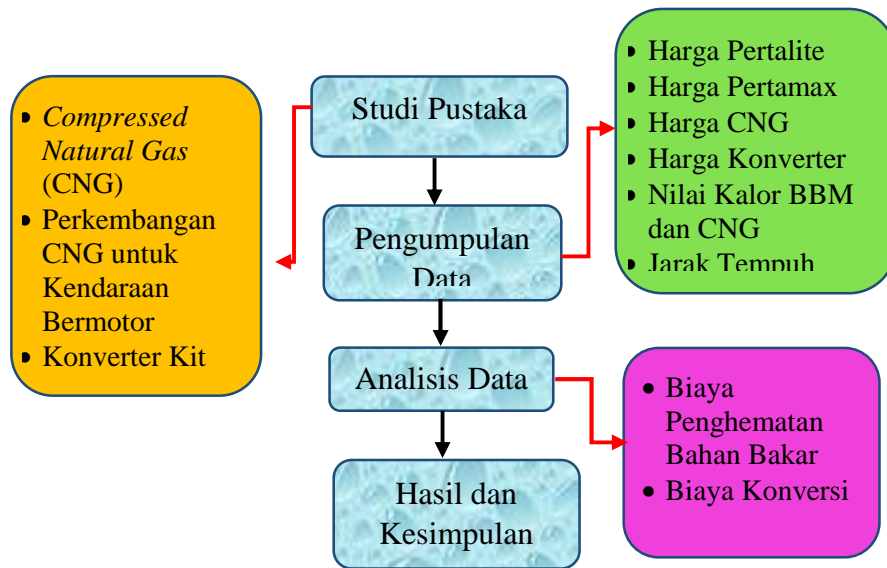 Studi Pustaka
• Compressed
Natural Gas
(CNG)
• Perkembangan
CNG untuk
Kendaraan
Bermotor
• Konverter Kit
Pengumpulan
Data
• Harga Pertalite
• Harga Pertamax
• Harga CNG
• Harga Konverter
• Nilai Kalor BBM
dan CNG
• Jarak Tempuh
Analisis Data
• Biaya
Penghematan
Bahan Bakar
• Biaya Konversi
Hasil dan
Kesimpulan